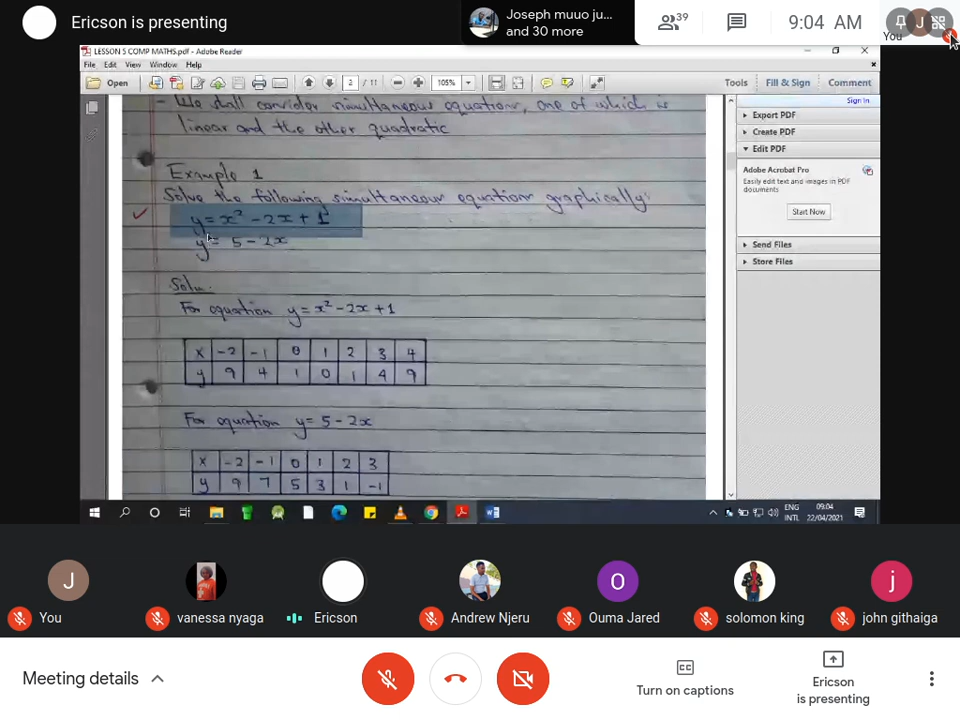 Ericson is presenting
Joseph muuo ju...
and 30 more
39
9:04 AM
J
You
LESSON 5 COMP MATHS.pdf - Adobe Reader
File Edit View Window Help
Open
2 / 11
105%
Tools
Fill & Sign
Comment
Sign In
Export PDF
Create PDF
Edit PDF
Adobe Acrobat Pro
Easily edit text and images in PDF
documents
Start Now
Send Files
Store Files
- We shall consider simultaneous equations, one of which is
linear and the other quadratic
Example 1
Solve the following simultaneous equations graphically:
y = x² - 2x + 1
y = 5 - 2x
Solu.
For equation y = x² - 2x + 1
x -2 -1 0 1 2 3 4
y 9 4 1 0 1 4 9
For equation y = 5 - 2x
x -2 -1 0 1 2 3
y 9 7 5 3 1 -1
ENG
INTL
09:04
22/04/2021
J
O
j
You
vanessa nyaga
Ericson
Andrew Njeru
Ouma Jared
solomon king
john githaiga
Meeting details
Turn on captions
Ericson
is presenting